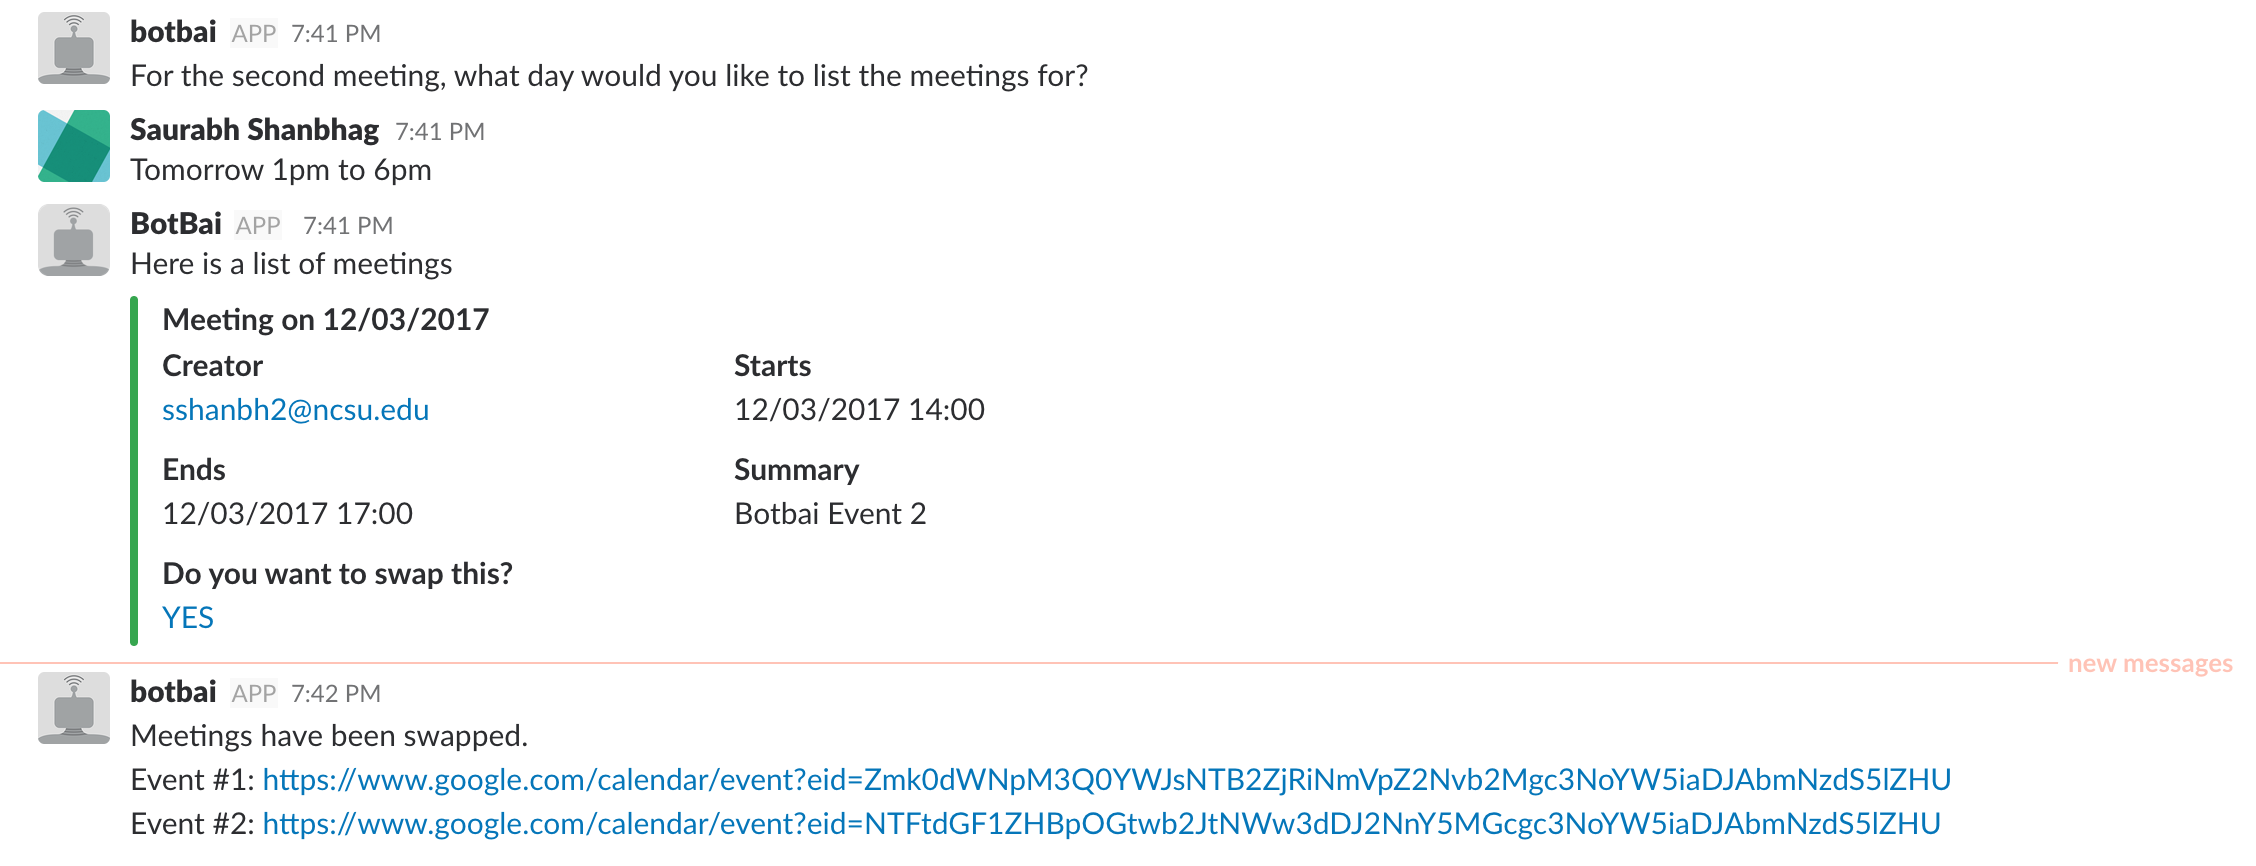 botbai APP 7:41 PM
For the second meeting, what day would you like to list the meetings for?
Saurabh Shanbhag 7:41 PM
Tomorrow 1pm to 6pm
BotBai APP 7:41 PM
Here is a list of meetings
Meeting on 12/03/2017
Creator Starts
sshanbh2@ncsu.edu 12/03/2017 14:00
Ends Summary
12/03/2017 17:00 Botbai Event 2
Do you want to swap this?
YES
new messages
botbai APP 7:42 PM
Meetings have been swapped.
Event #1: https://www.google.com/calendar/event?eid=Zmk0dWNpM3Q0YWJsNTB2ZjRiNmVpZ2Nvb2Mgc3NoYW5iaDJAbmNzdS5lZHU
Event #2: https://www.google.com/calendar/event?eid=NTFtdGF1ZHBpOGtwb2JtNWw3dDJ2NnY5MGcgc3NoYW5iaDJAbmNzdS5lZHU